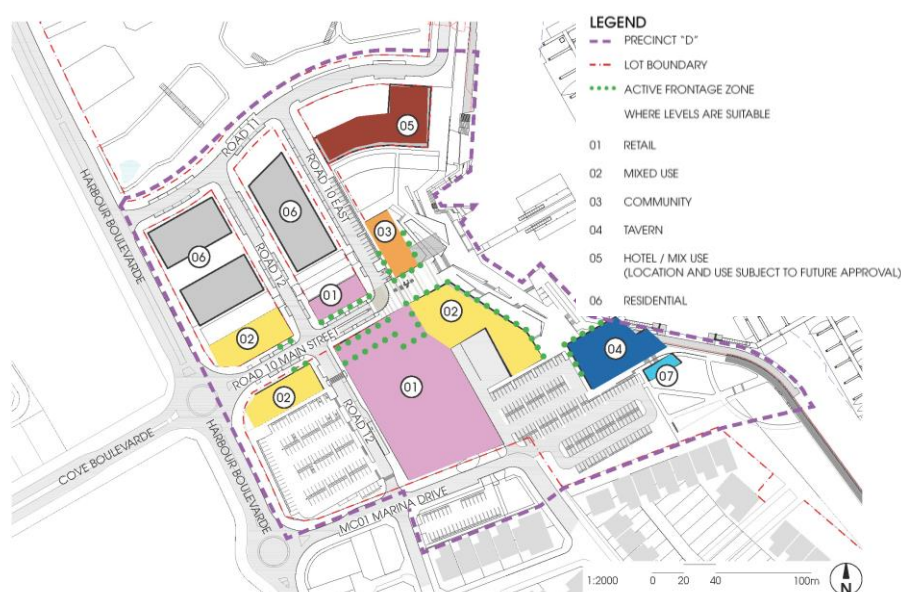 LEGEND
PRECINCT "D"
LOT BOUNDARY
ACTIVE FRONTAGE ZONE
WHERE LEVELS ARE SUITABLE
01 RETAIL
02 MIXED USE
03 COMMUNITY
04 TAVERN
05 HOTEL / MIX USE
(LOCATION AND USE SUBJECT TO FUTURE APPROVAL)
06 RESIDENTIAL
ROAD 11
05
HARBOUR BOULEVARDE
ROAD 10 EAST
06
03
06
ROAD 12
01
02
02
ROAD 10 MAIN STREET
04
07
01
02
ROAD 12
COVE BOULEVARDE
HARBOUR BOULEVARDE
MC01 MARINA DRIVE
1:2000 0 20 40 100m
N